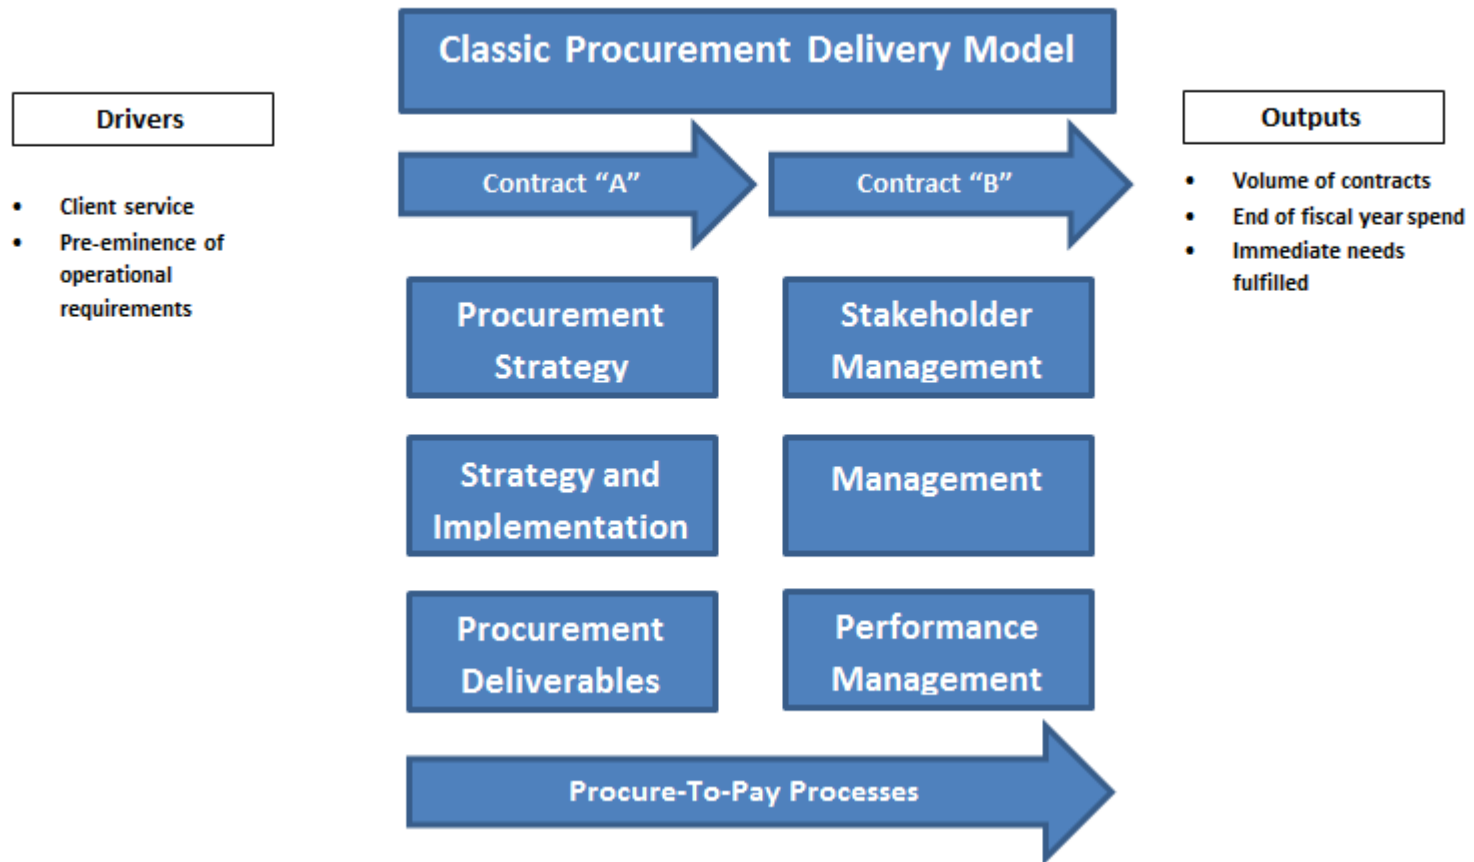 Classic Procurement Delivery Model
Drivers
• Client service
• Pre-eminence of
operational
requirements
Contract “A”
Contract “B”
Procurement
Strategy
Stakeholder
Management
Strategy and
Implementation
Management
Procurement
Deliverables
Performance
Management
Procure-To-Pay Processes
Outputs
• Volume of contracts
• End of fiscal year spend
• Immediate needs
fulfilled